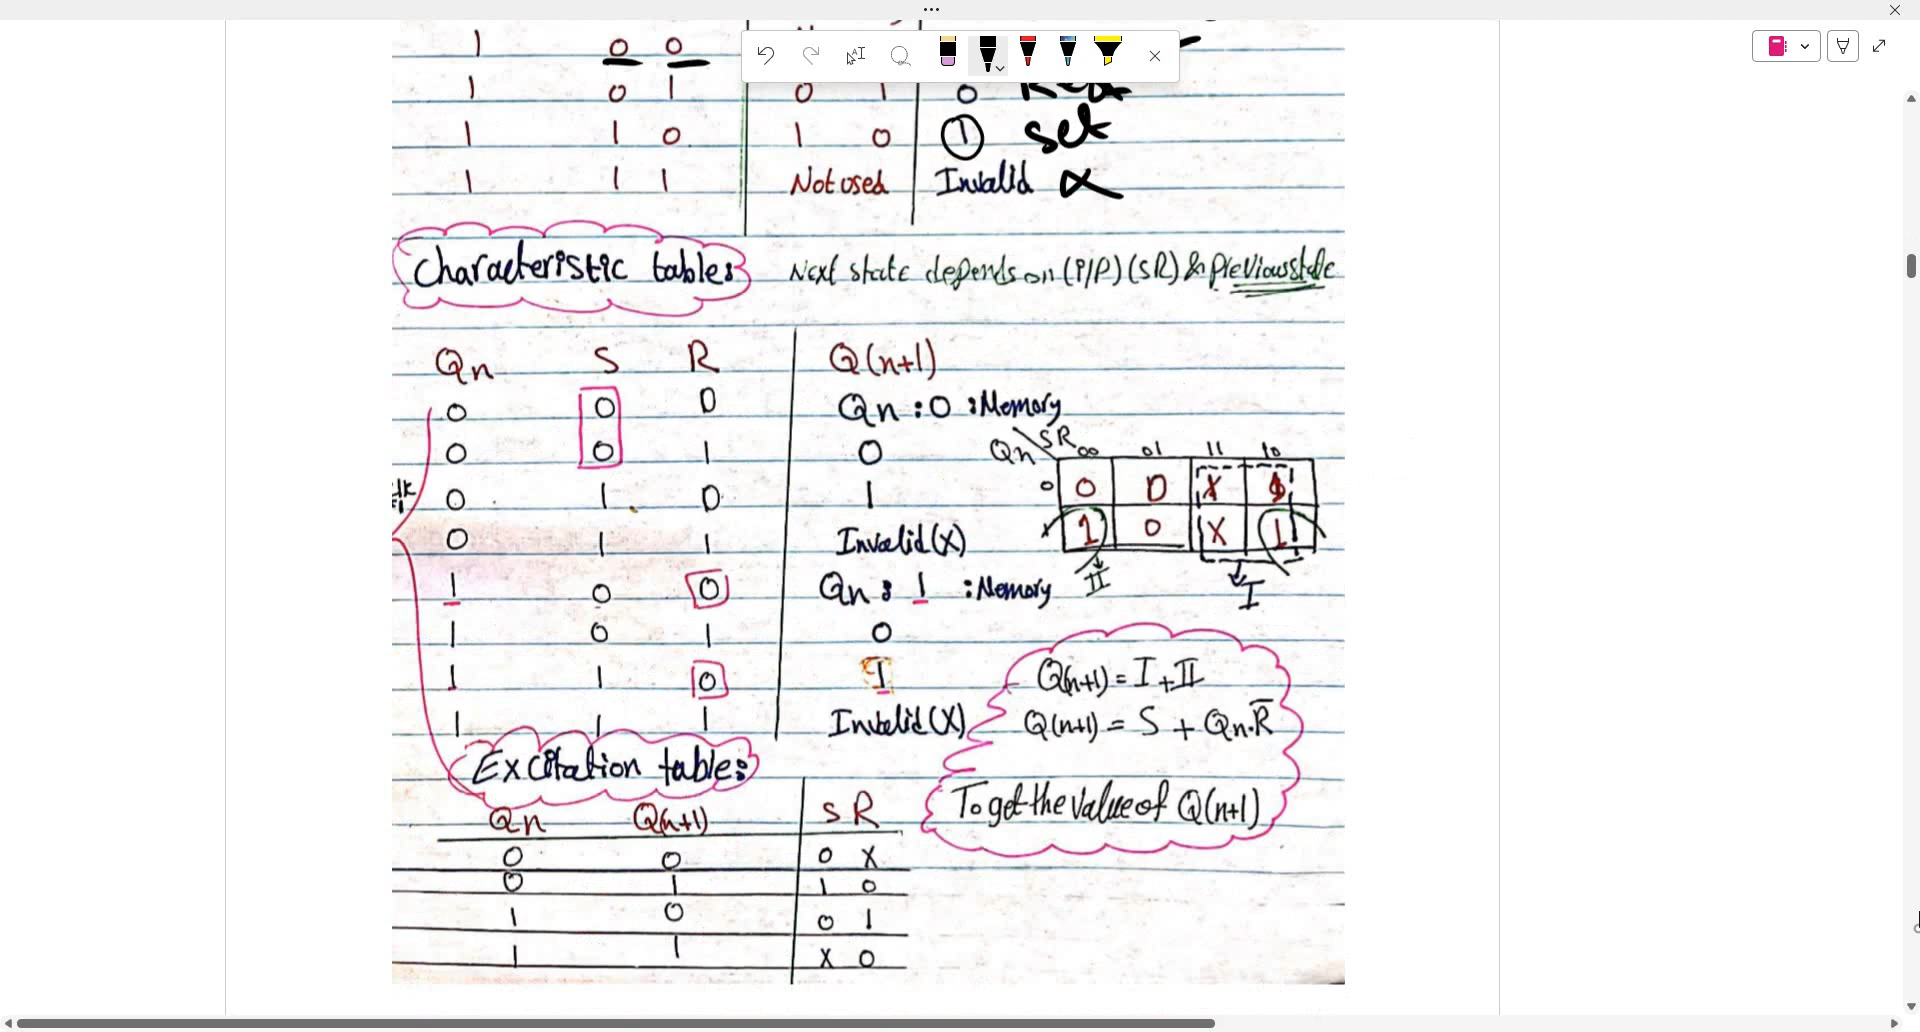 1 0 0
1 0 1 0 1 0
1 1 0 1 0 1 set
1 1 1 Not used Invalid
Characteristic table: Next state depends on (i/p) (SR) & previous state
Qn S R Q(n+1)
0 0 0 Qn : 0 : Memory
0 0 1 0
0 1 0 1
0 1 1 Invalid (X)
1 0 0 Qn : 1 : Memory
1 0 1 0
1 1 0 1
1 1 1 Invalid (X)
Qn SR 00 01 11 10
0 0 0 X
1 0 X 1
II I
Q(n+1) = I + II
Q(n+1) = S + Qn.R̅
To get the value of Q(n+1)
Excitation table:
Qn Q(n+1) S R
0 0 0 X
0 1 1 0
1 0 0 1
1 1 X 0